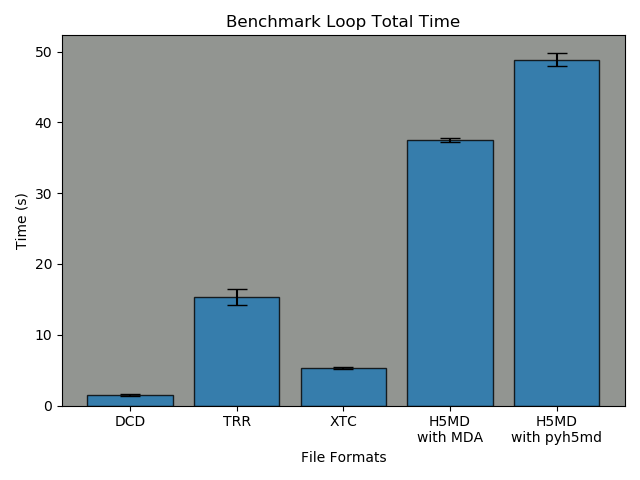 Benchmark Loop Total Time
Time (s)
50
40
30
20
10
0
DCD
TRR
XTC
H5MD
with MDA
H5MD
with pyh5md
File Formats